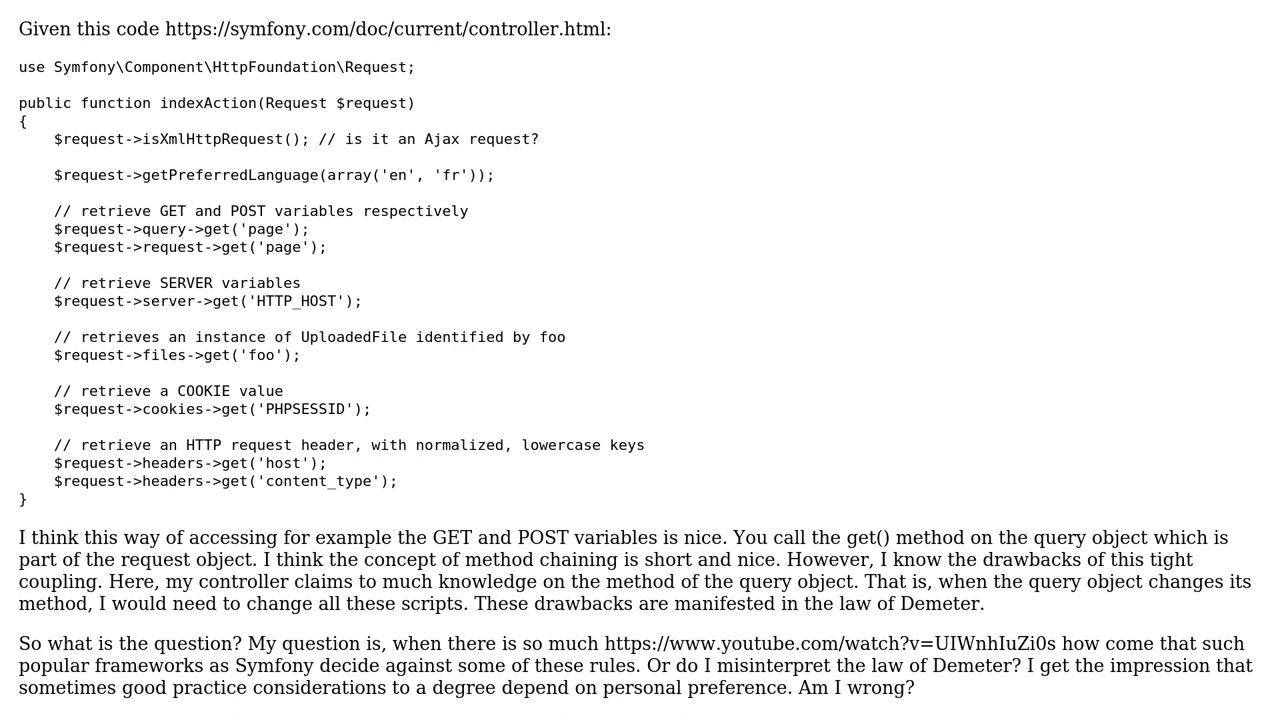 Given this code https://symfony.com/doc/current/controller.html:
use Symfony\Component\HttpFoundation\Request;
public function indexAction(Request $request)
{
    $request->isXmlHttpRequest(); // is it an Ajax request?
    $request->getPreferredLanguage(array('en', 'fr'));
    // retrieve GET and POST variables respectively
    $request->query->get('page');
    $request->request->get('page');
    // retrieve SERVER variables
    $request->server->get('HTTP_HOST');
    // retrieves an instance of UploadedFile identified by foo
    $request->files->get('foo');
    // retrieve a COOKIE value
    $request->cookies->get('PHPSESSID');
    // retrieve an HTTP request header, with normalized, lowercase keys
    $request->headers->get('host');
    $request->headers->get('content_type');
}
I think this way of accessing for example the GET and POST variables is nice. You call the get() method on the query object which is
part of the request object. I think the concept of method chaining is short and nice. However, I know the drawbacks of this tight
coupling. Here, my controller claims to much knowledge on the method of the query object. That is, when the query object changes its
method, I would need to change all these scripts. These drawbacks are manifested in the law of Demeter.
So what is the question? My question is, when there is so much https://www.youtube.com/watch?v=UIWnhIuZi0s how come that such
popular frameworks as Symfony decide against some of these rules. Or do I misinterpret the law of Demeter? I get the impression that
sometimes good practice considerations to a degree depend on personal preference. Am I wrong?